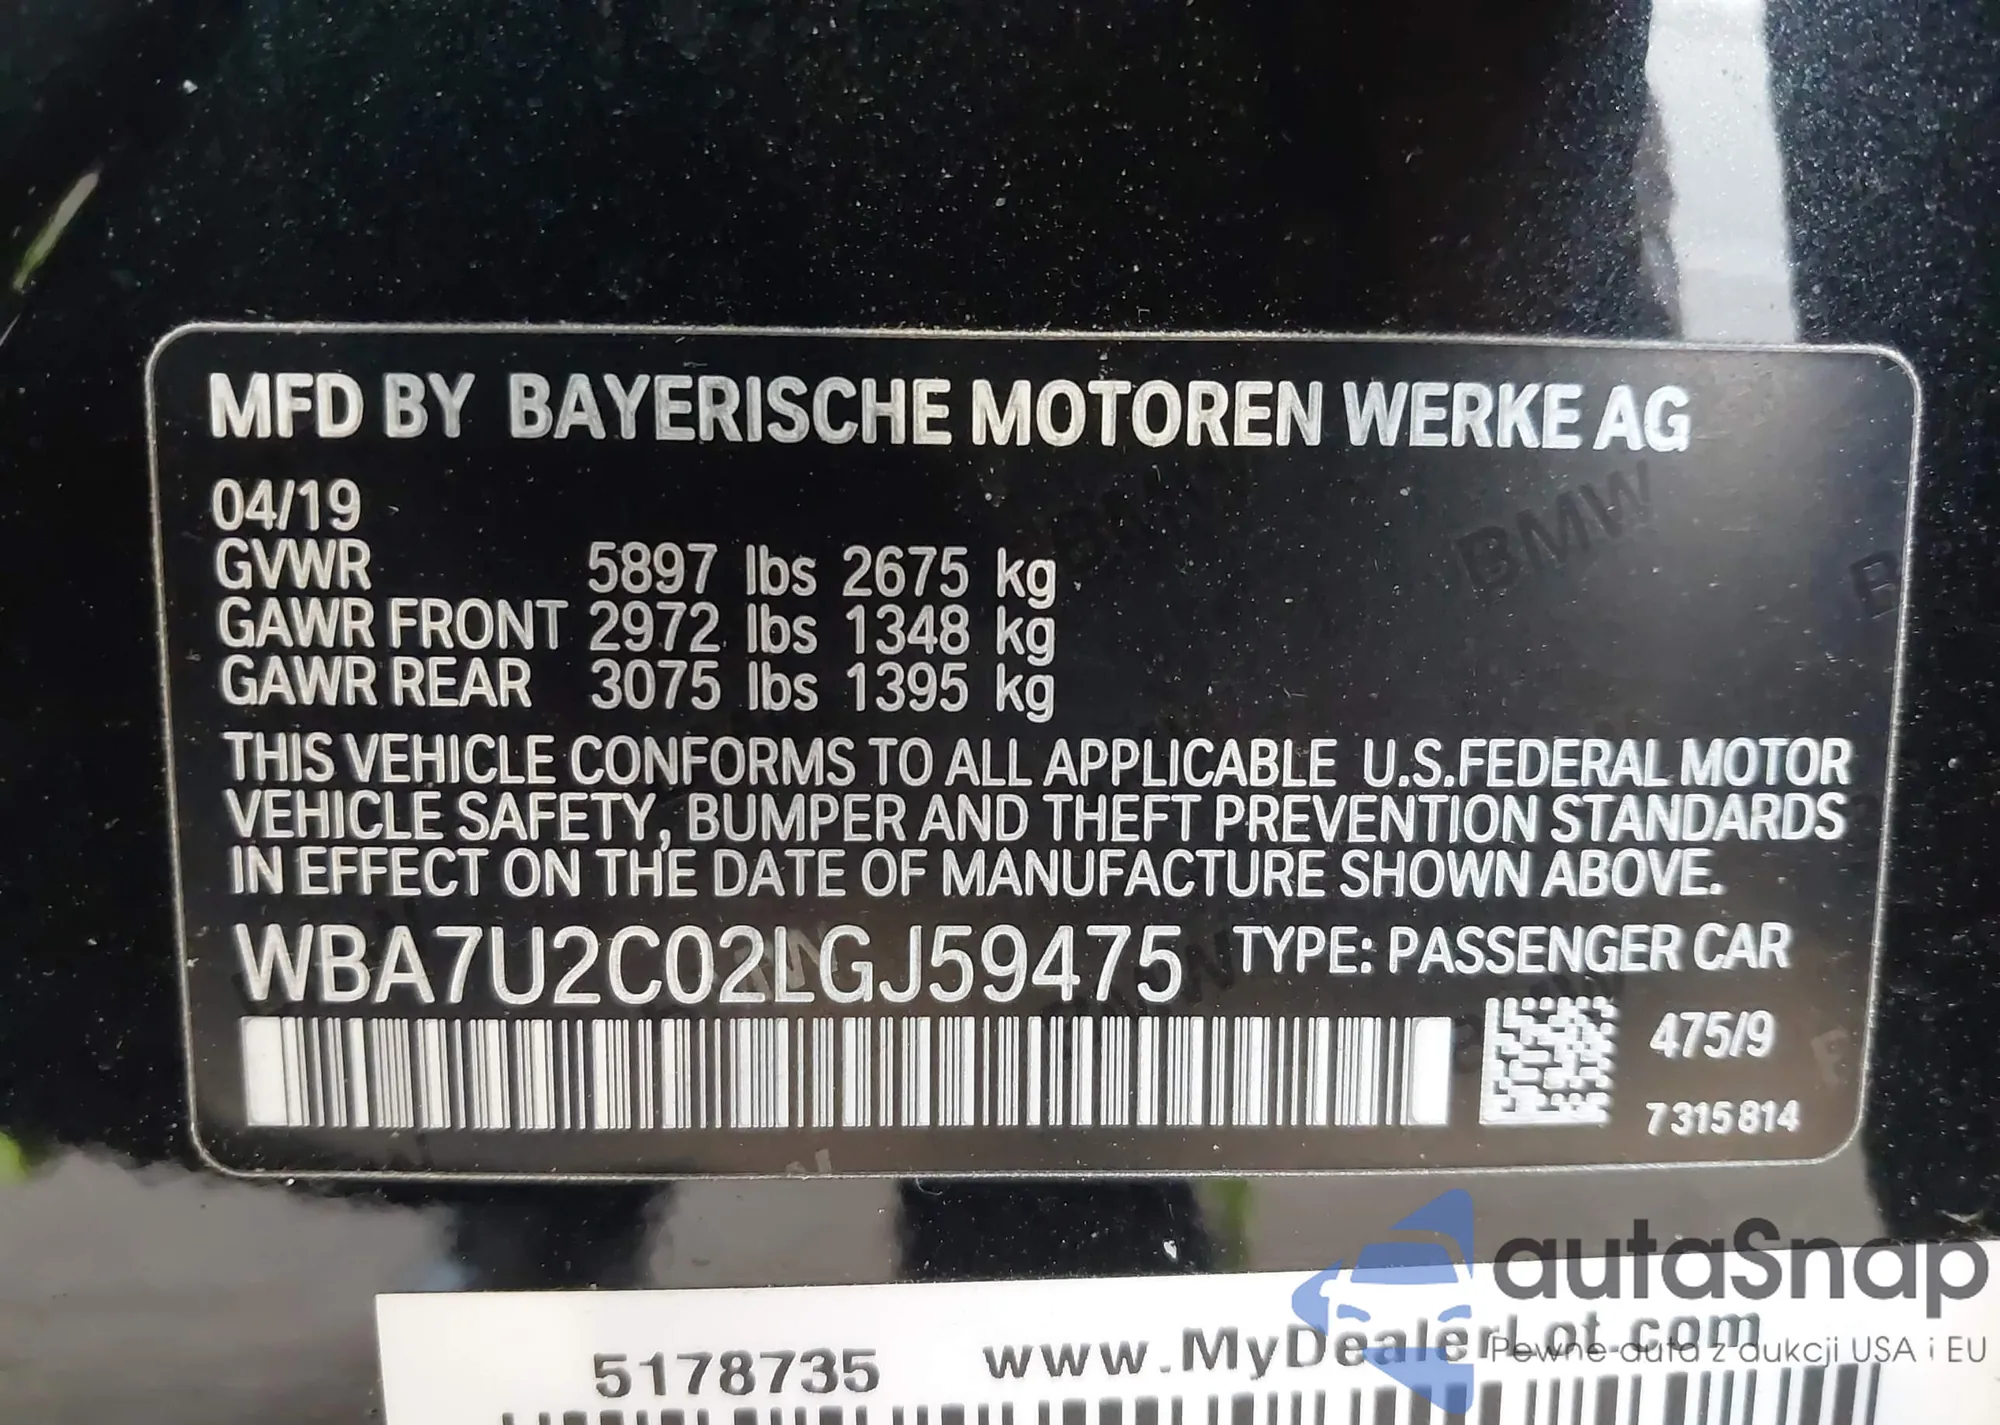 MFD BY BAYERISCHE MOTOREN WERKE AG
04/19
GVWR 5897 lbs 2675 kg
GAWR FRONT 2972 lbs 1348 kg
GAWR REAR 3075 lbs 1395 kg
THIS VEHICLE CONFORMS TO ALL APPLICABLE U.S.FEDERAL MOTOR
VEHICLE SAFETY, BUMPER AND THEFT PREVENTION STANDARDS
IN EFFECT ON THE DATE OF MANUFACTURE SHOWN ABOVE.
WBA7U2C02LGJ59475 TYPE: PASSENGER CAR
475/9
7315814
BMW
autaSnap
Pewne auta z aukcji USA i EU
5178735 www.MyDealerLot.com